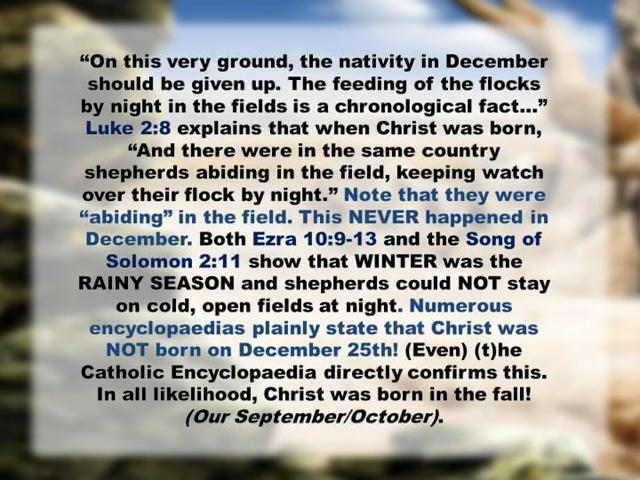 “On this very ground, the nativity in December
should be given up. The feeding of the flocks
by night in the fields is a chronological fact...”
Luke 2:8 explains that when Christ was born,
“And there were in the same country
shepherds abiding in the field, keeping watch
over their flock by night.” Note that they were
“abiding” in the field. This NEVER happened in
December. Both Ezra 10:9-13 and the Song of
Solomon 2:11 show that WINTER was the
RAINY SEASON and shepherds could NOT stay
on cold, open fields at night. Numerous
encyclopaedias plainly state that Christ was
NOT born on December 25th! (Even) (t)he
Catholic Encyclopaedia directly confirms this.
In all likelihood, Christ was born in the fall!
(Our September/October).